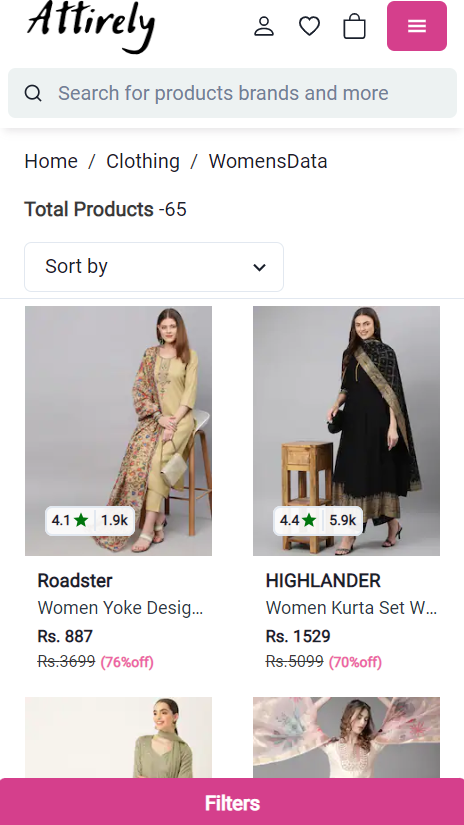 Attirely
Search for products brands and more
Home / Clothing / WomensData
Total Products -65
Sort by
4.1 1.9k
4.4 5.9k
Roadster
HIGHLANDER
Women Yoke Desig...
Women Kurta Set W...
Rs. 887
Rs. 1529
Rs.3699 (76%off)
Rs.5099 (70%off)
Filters